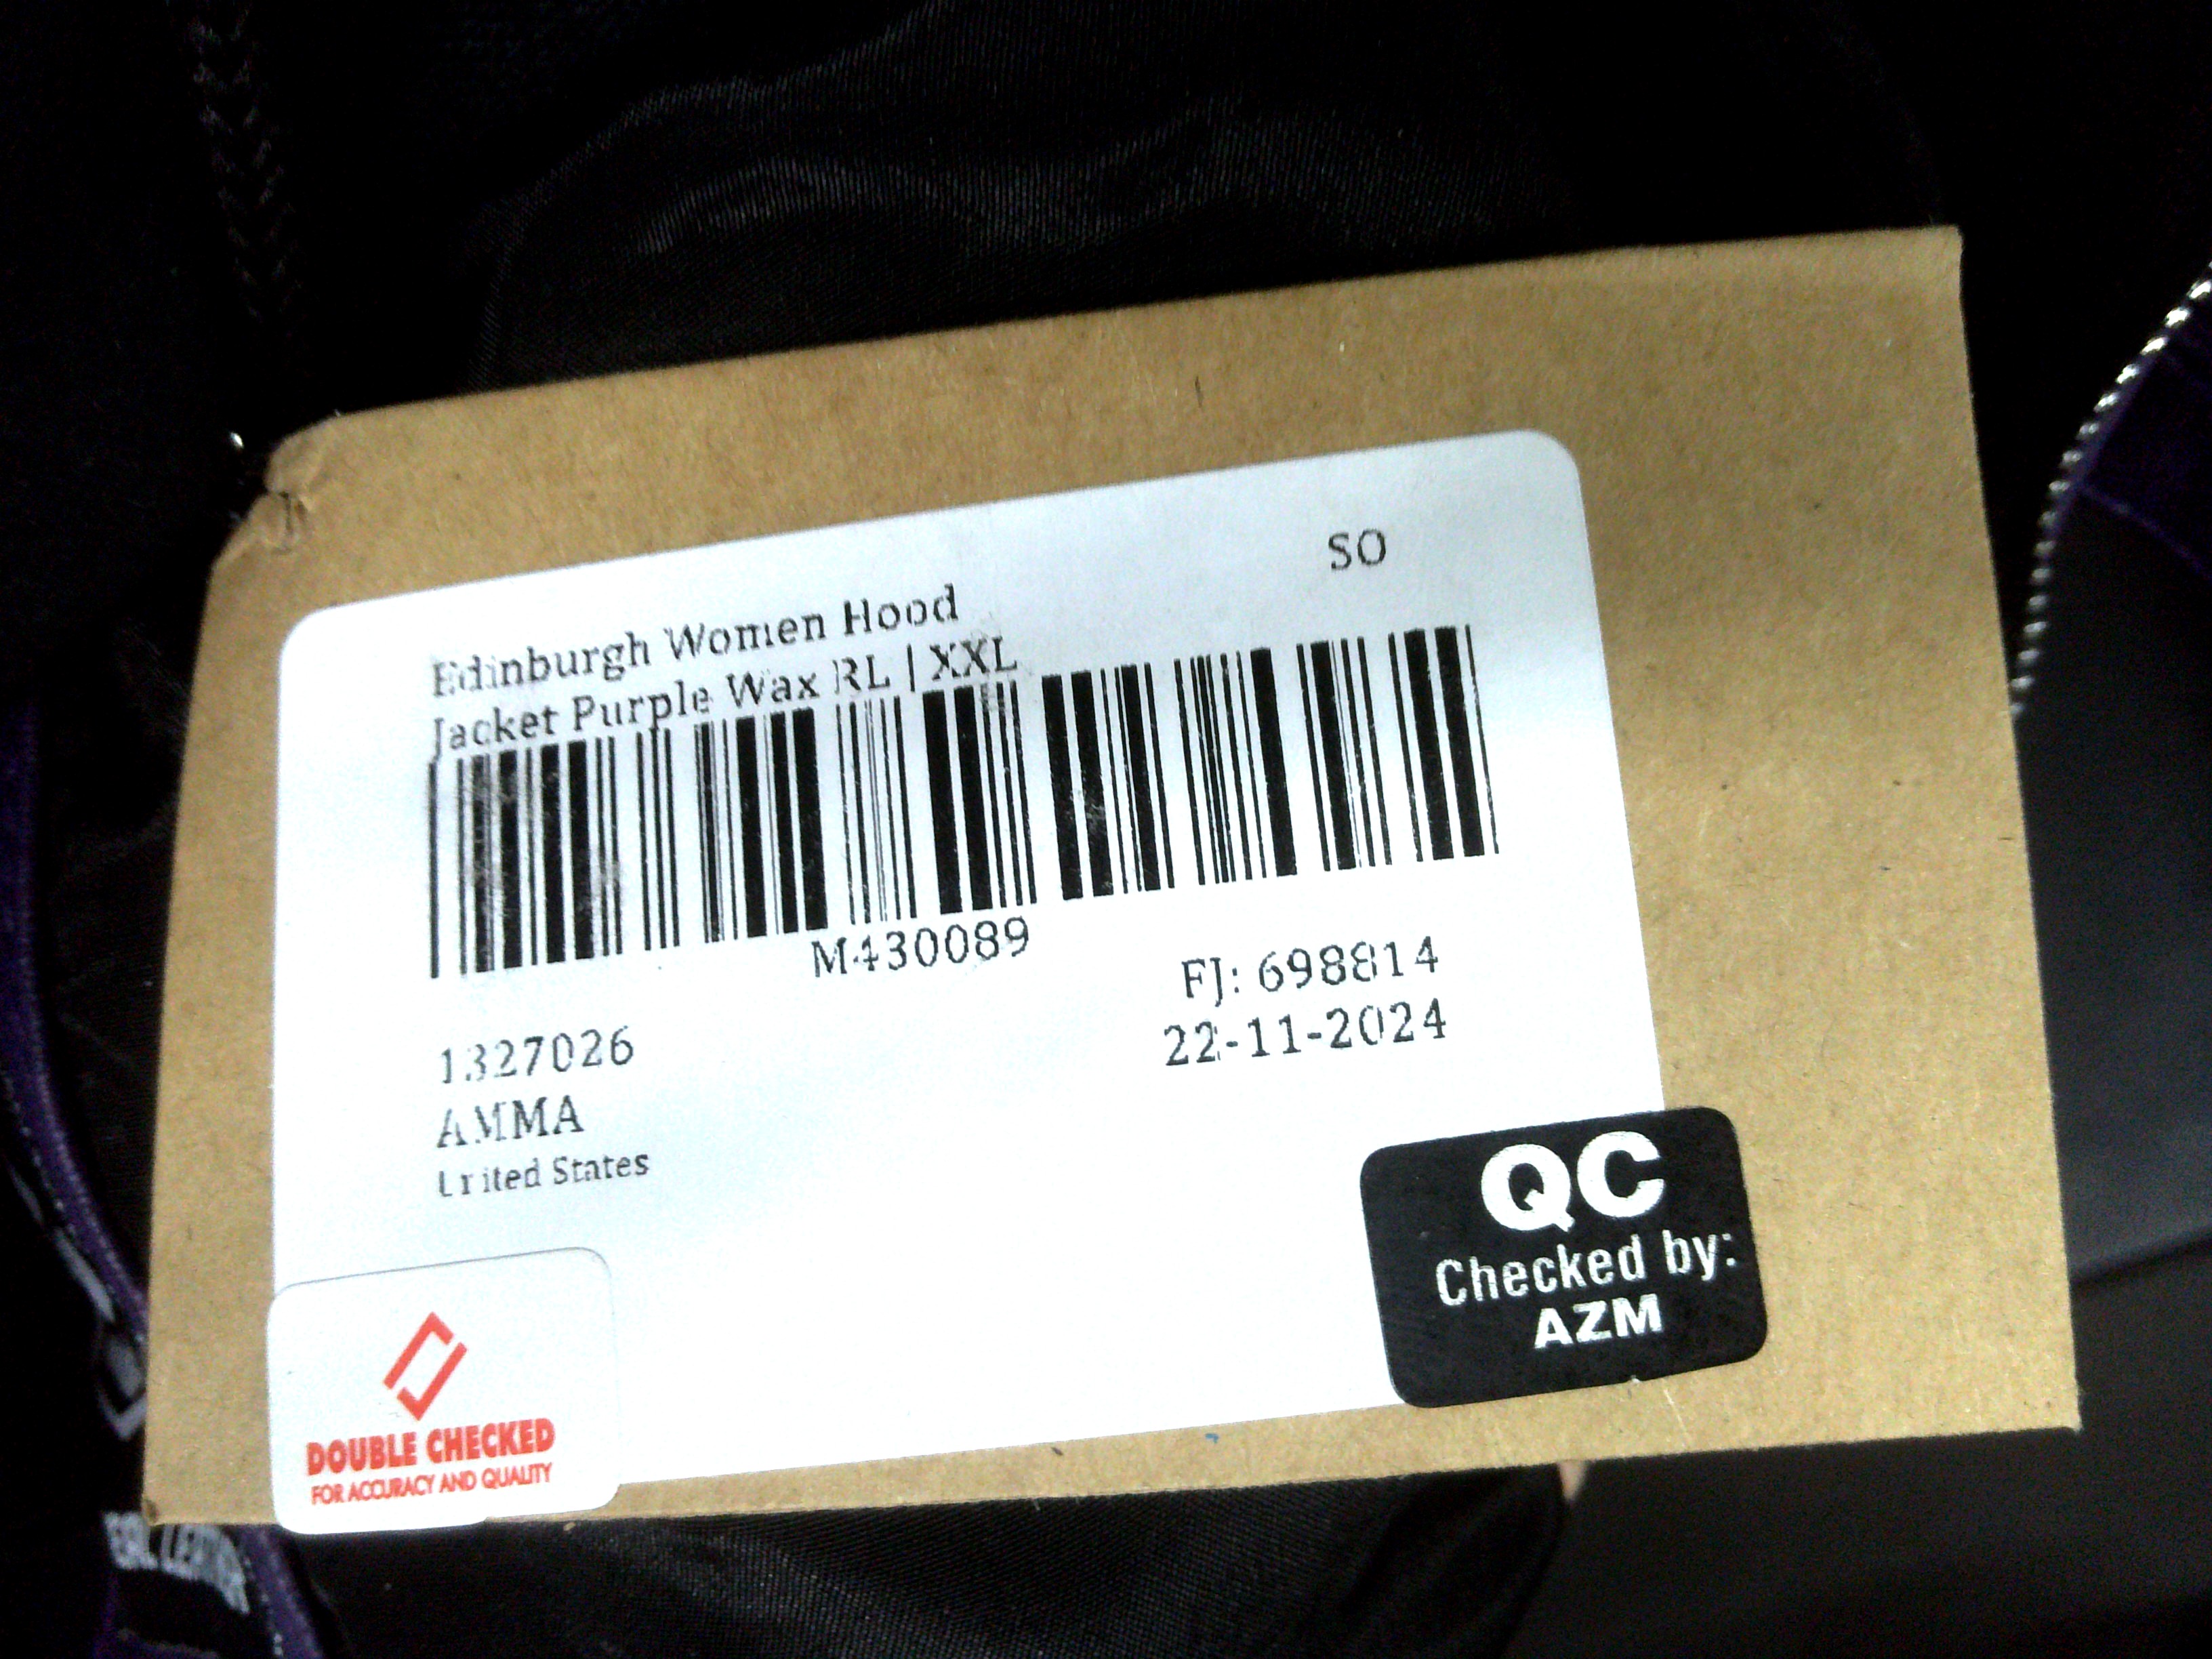 SO
Edinburgh Women Hood
Jacket Purple Wax RL | XXL
M430089
FJ: 698814
22-11-2024
1327026
AMMA
United States
QC
Checked by:
AZM
DOUBLE CHECKED
FOR ACCURACY AND QUALITY
LEATHER